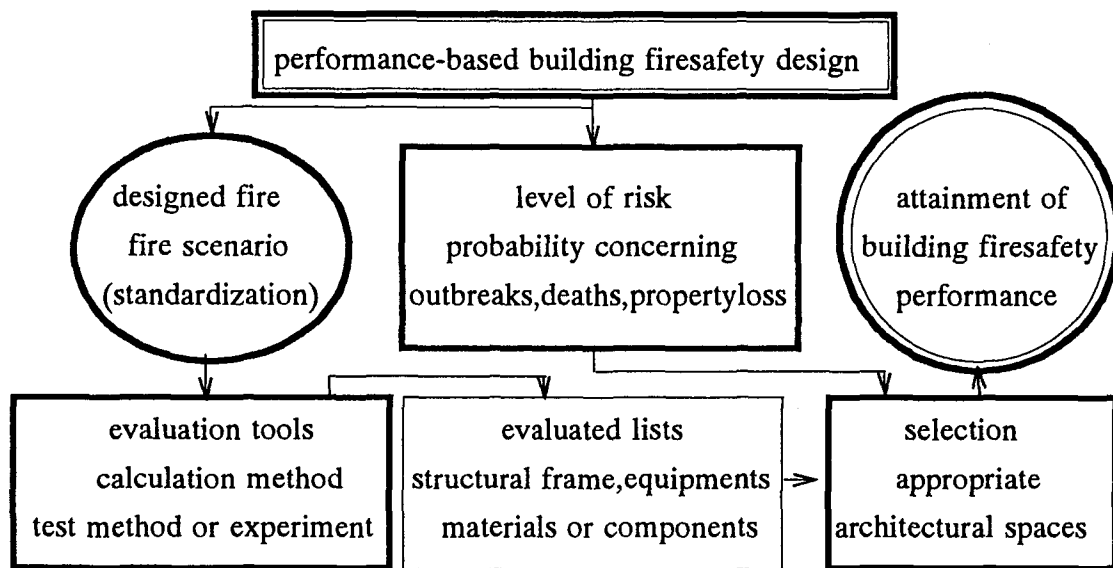 performance-based building firesafety design
designed fire
fire scenario
(standardization)
level of risk
probability concerning
outbreaks,deaths,propertyloss
attainment of
building firesafety
performance
evaluation tools
calculation method
test method or experiment
evaluated lists
structural frame,equipments
materials or components
selection
appropriate
architectural spaces